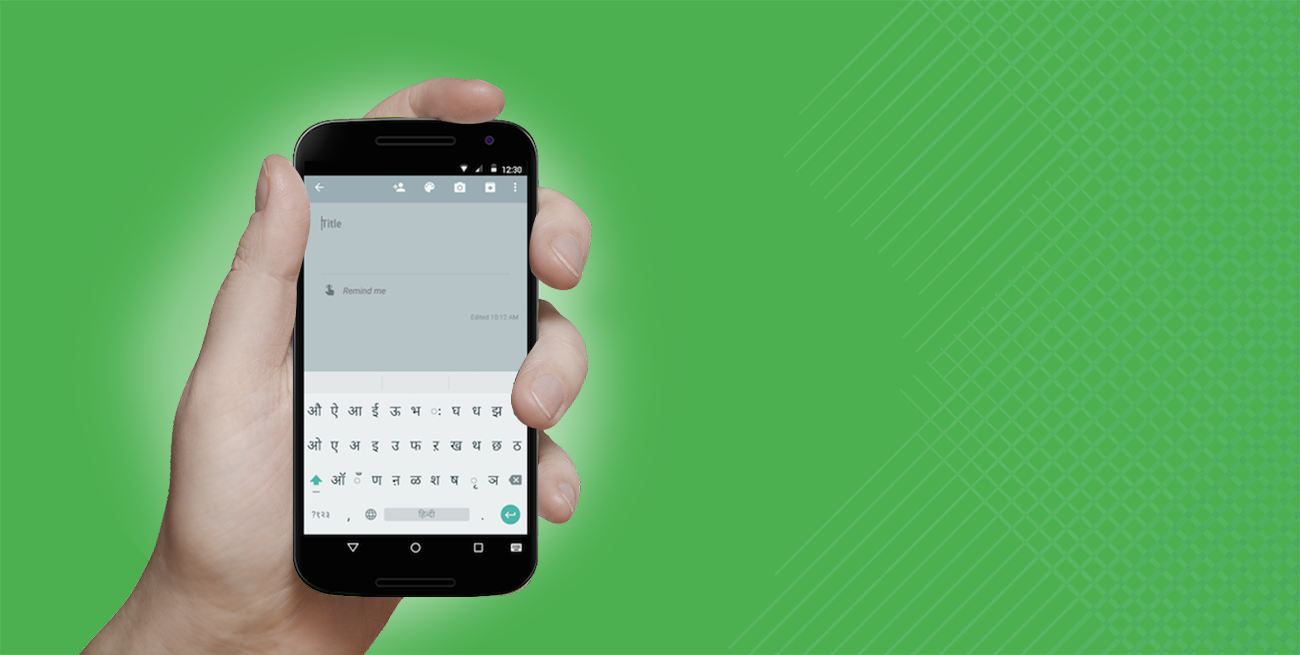 12:30
Title
Remind me
Edited 10:12 AM
औ ऐ आ ई ऊ भ ः घ ध झ
ओ ए अ इ उ फ ऱ ख थ छ ठ
ऑ ँ ण ऩ ळ श ष ृ ञ
?१२३ , हिन्दी .